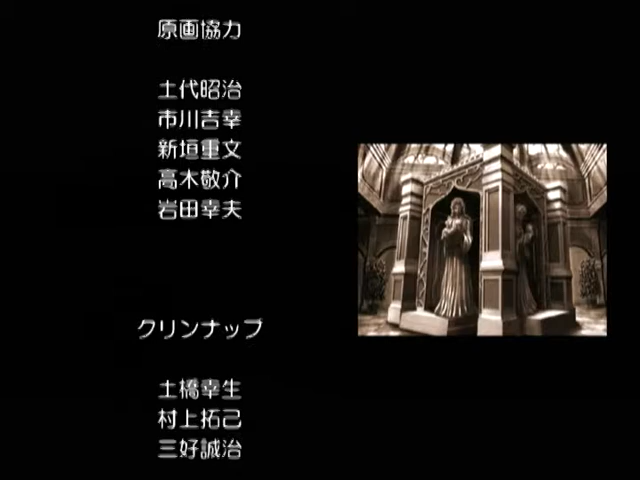 原画協力
土代昭治
市川吉幸
新垣重文
高木敬介
岩田幸夫
クリンナップ
土橋幸生
村上拓己
三好誠治